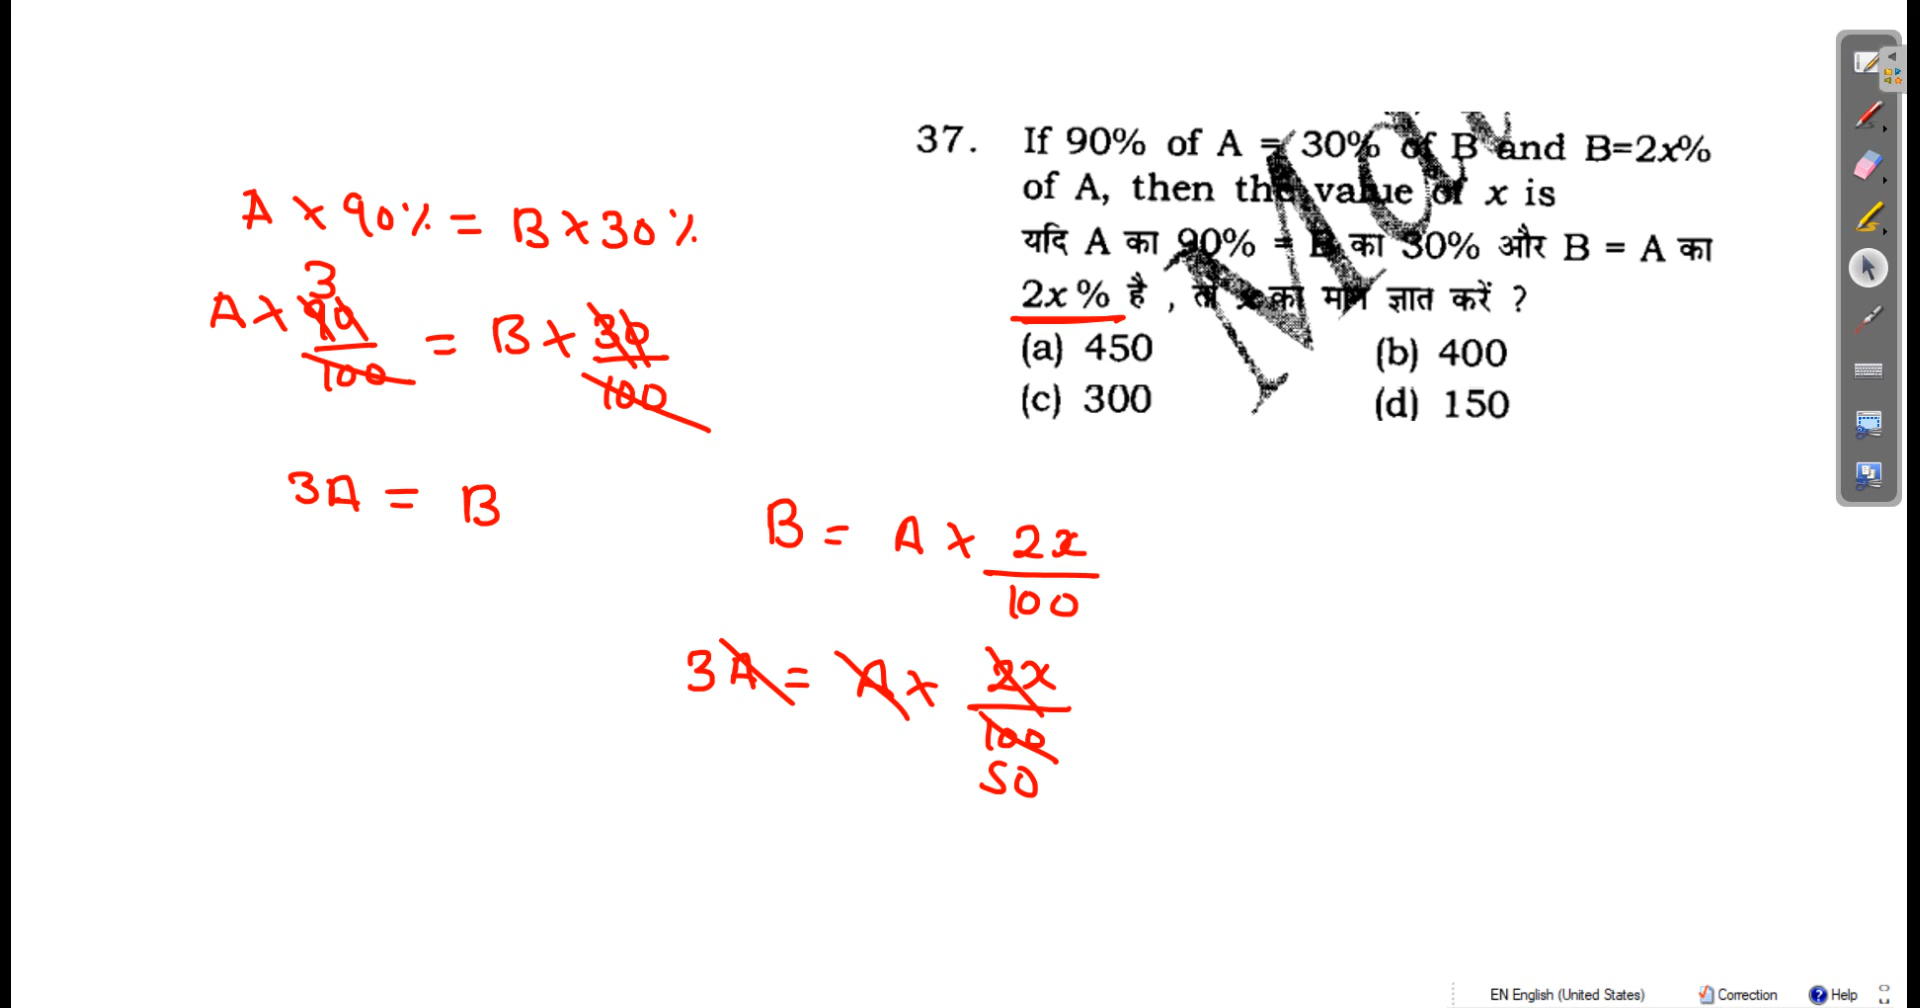 37. If 90% of A = 30% of B and B=2x%
of A, then the value of x is
यदि A का 90% = B का 30% और B = A का
2x% है , तो x का मान ज्ञात करें ?
(a) 450 (b) 400
(c) 300 (d) 150
A × 90% = B × 30%
3
A × 90 = B × 30
100 100
3A = B
B = A × 2x
100
3A = A × 2x
100
50
EN English (United States) Correction Help